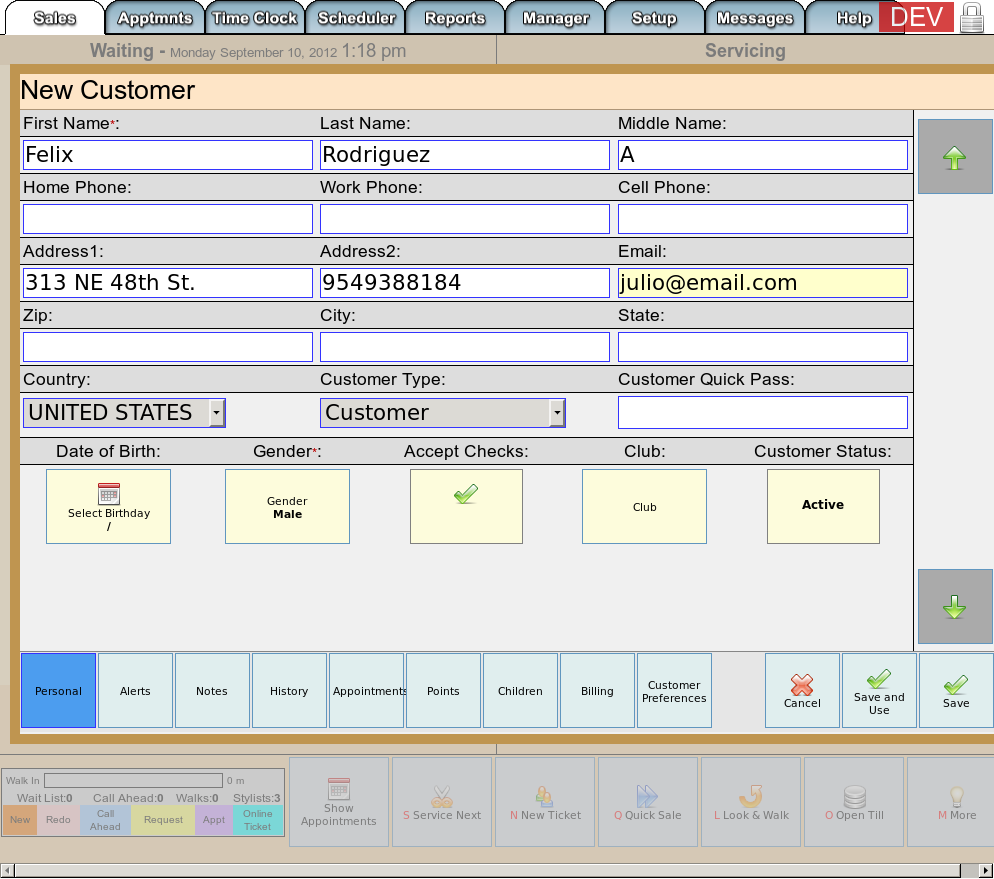 Sales Apptmnts Time Clock Scheduler Reports Manager Setup Messages Help DEV
Waiting - Monday September 10, 2012 1:18 pm Servicing
New Customer
First Name*: Last Name: Middle Name:
Felix Rodriguez A
Home Phone: Work Phone: Cell Phone:
Address1: Address2: Email:
313 NE 48th St. 9549388184 julio@email.com
Zip: City: State:
Country: Customer Type: Customer Quick Pass:
UNITED STATES Customer
Date of Birth: Gender*: Accept Checks: Club: Customer Status:
Select Birthday
/
Gender
Male
Club
Active
Personal Alerts Notes History Appointments Points Children Billing
Customer
Preferences
Cancel
Save and
Use
Save
Walk In 0 m
Wait List:0 Call Ahead:0 Walks:0 Stylists:3
New Redo
Call
Ahead
Request Appt
Online
Ticket
Show
Appointments
S Service Next N New Ticket Q Quick Sale L Look & Walk O Open Till M More